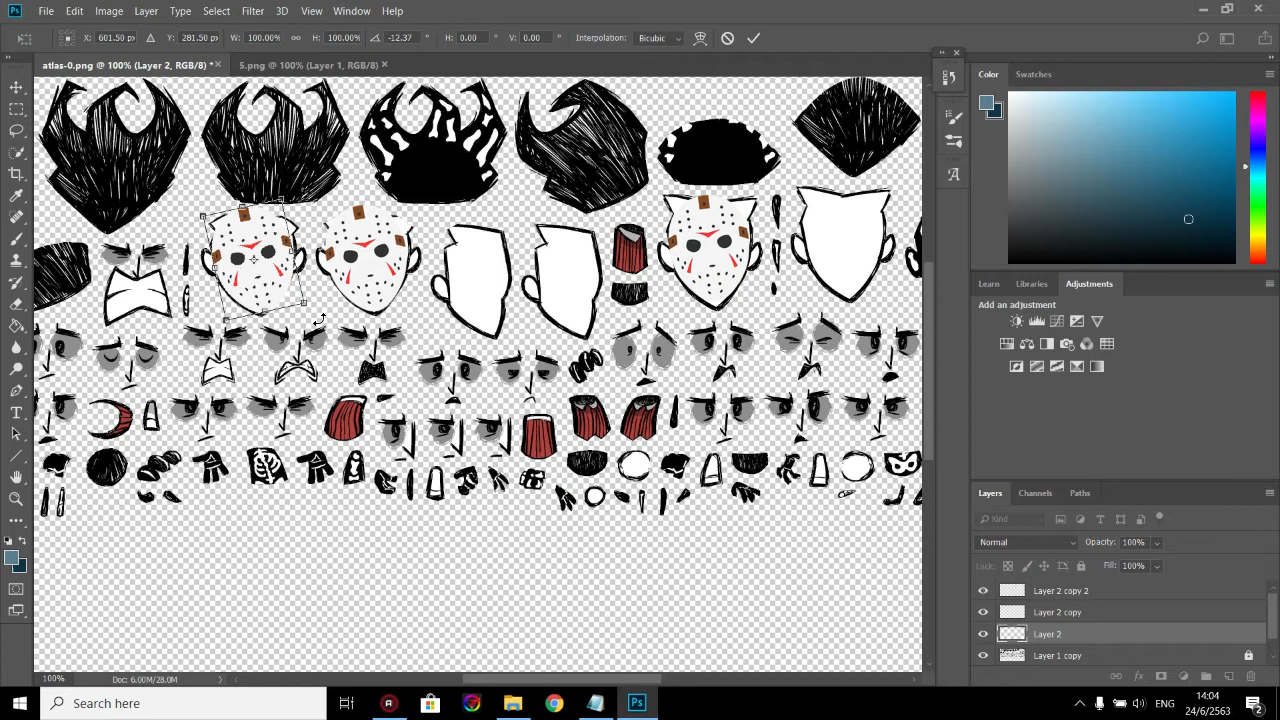 Ps File Edit Image Layer Type Select Filter 3D View Window Help
X: 601.50 px Y: 281.50 px W: 100.00% H: 100.00% -12.37 ° H: 0.00 ° V: 0.00 ° Interpolation: Bicubic
atlas-0.png @ 100% (Layer 2, RGB/8) * × 5.png @ 100% (Layer 1, RGB/8) ×
Color Swatches
Learn Libraries Adjustments
Add an adjustment
Layers Channels Paths
Kind
Normal Opacity: 100%
Lock: Fill: 100%
Layer 2 copy 2
Layer 2 copy
Layer 2
Layer 1 copy
100% Doc: 6.00M/28.0M
Search here
Ps
ENG
14:04
24/6/2563
2